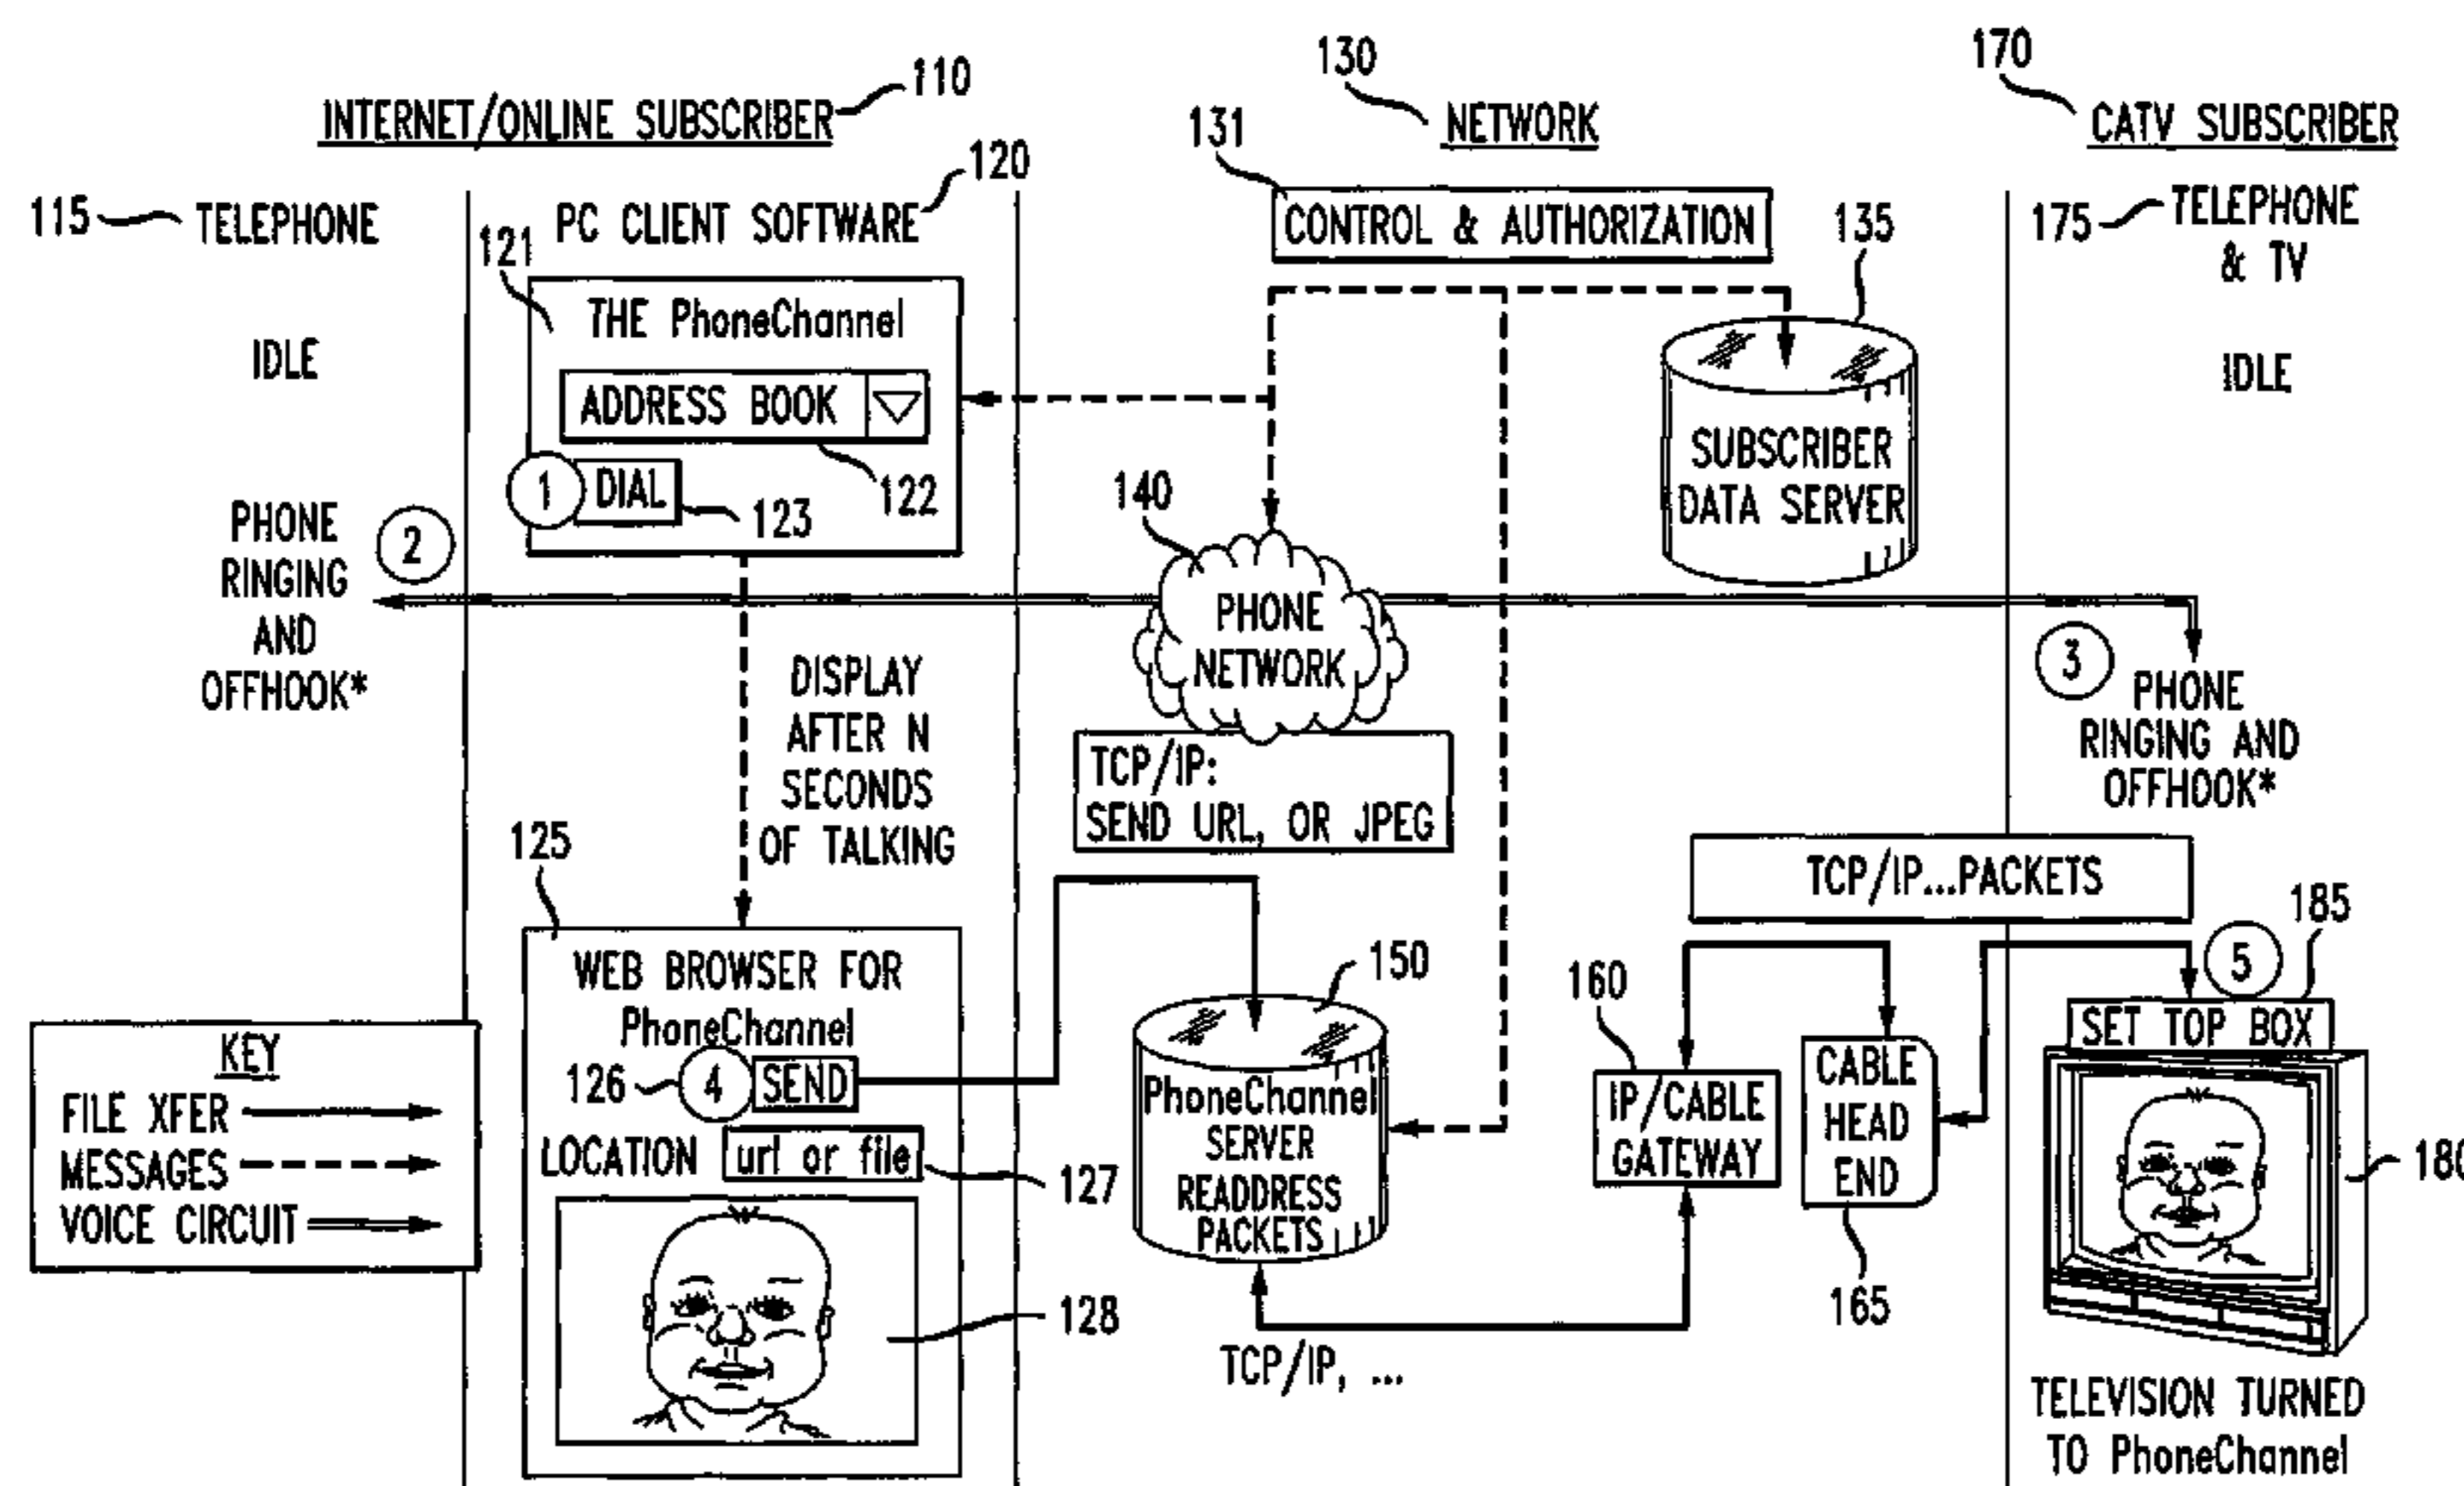 110
INTERNET/ONLINE SUBSCRIBER
130
NETWORK
170
CATV SUBSCRIBER
115
TELEPHONE
120
PC CLIENT SOFTWARE
131
CONTROL & AUTHORIZATION
135
175
TELEPHONE
& TV
121
THE PhoneChannel
IDLE
ADDRESS BOOK
122
1
DIAL
123
SUBSCRIBER
DATA SERVER
IDLE
PHONE
RINGING
AND
OFFHOOK*
2
140
PHONE
NETWORK
3
PHONE
RINGING AND
OFFHOOK*
DISPLAY
AFTER N
SECONDS
OF TALKING
TCP/IP:
SEND URL, OR JPEG
TCP/IP...PACKETS
125
WEB BROWSER FOR
PhoneChannel
126
4
SEND
LOCATION
url or file
127
128
150
PhoneChannel
SERVER
READDRESS
PACKETS
TCP/IP, ...
160
IP/CABLE
GATEWAY
CABLE
HEAD
END
165
5
185
SET TOP BOX
180
TELEVISION TURNED
TO PhoneChannel
KEY
FILE XFER
MESSAGES
VOICE CIRCUIT